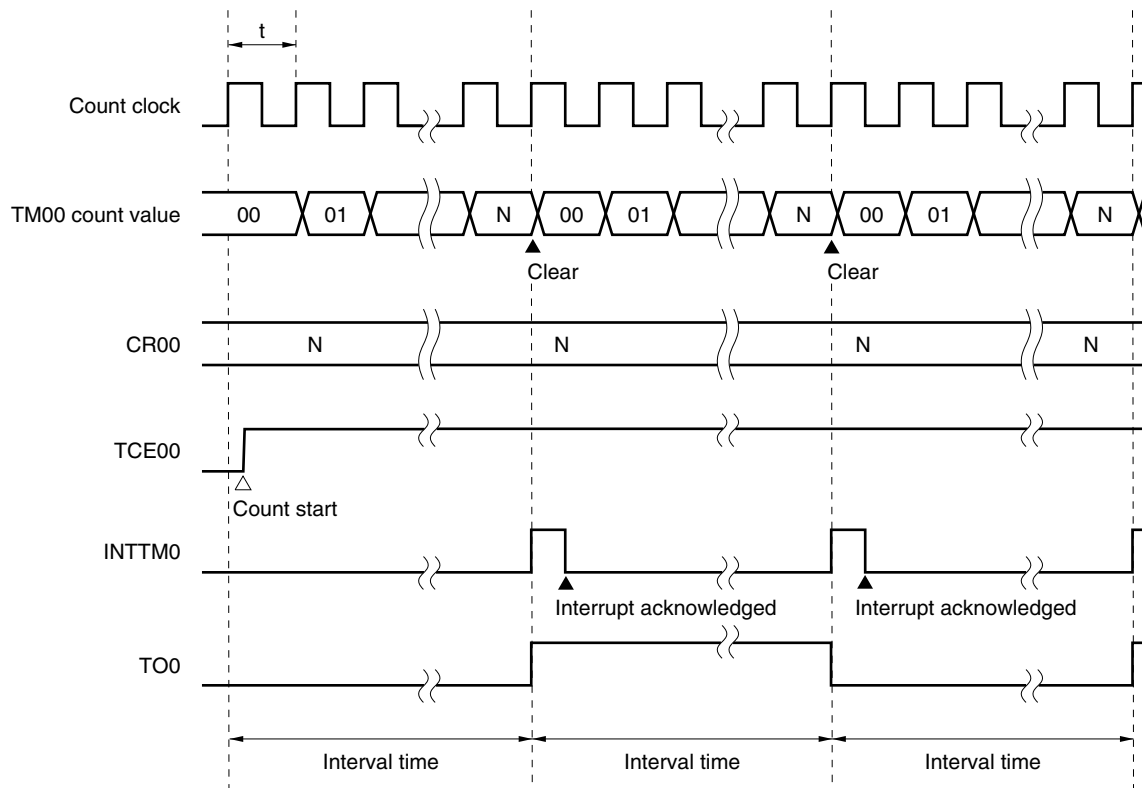 t
Count clock
TM00 count value 00 01 N 00 01 N 00 01 N
Clear Clear
CR00 N N N N
TCE00
Count start
INTTM0
Interrupt acknowledged Interrupt acknowledged
TO0
Interval time Interval time Interval time